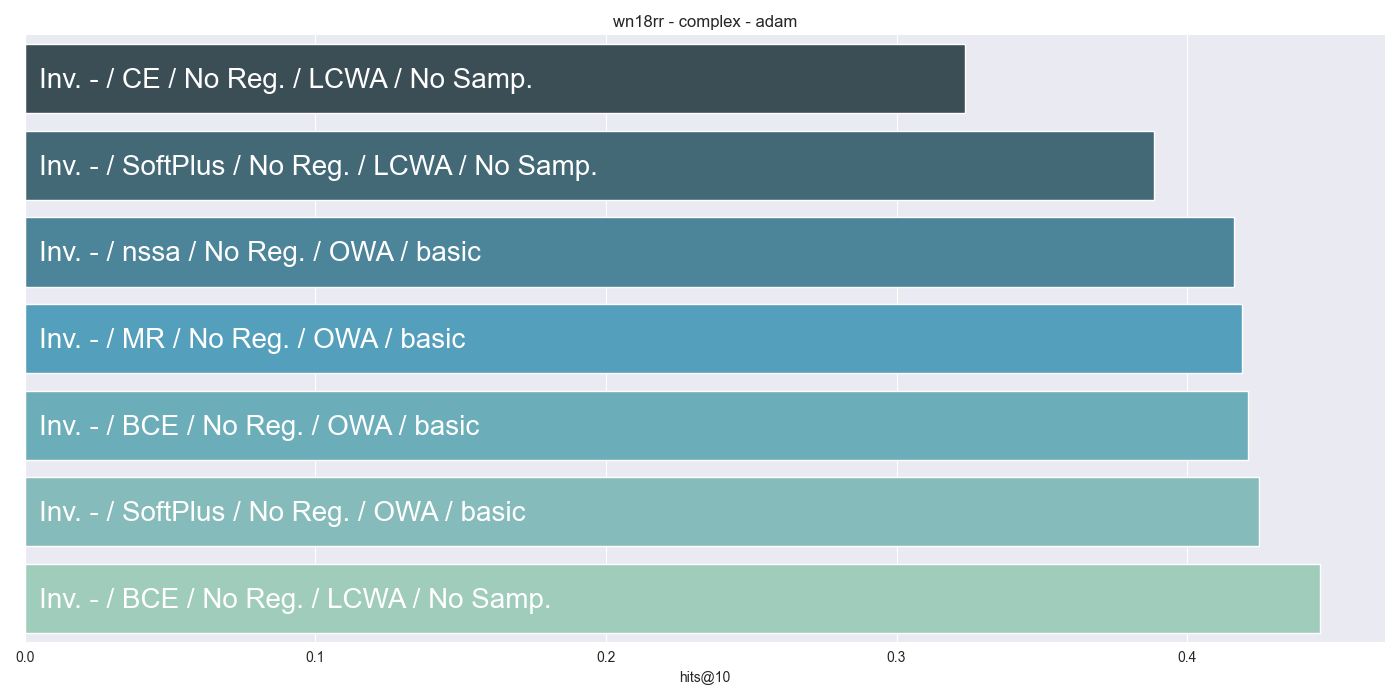 wn18rr - complex - adam
Inv. - / CE / No Reg. / LCWA / No Samp.
Inv. - / SoftPlus / No Reg. / LCWA / No Samp.
Inv. - / nssa / No Reg. / OWA / basic
Inv. - / MR / No Reg. / OWA / basic
Inv. - / BCE / No Reg. / OWA / basic
Inv. - / SoftPlus / No Reg. / OWA / basic
Inv. - / BCE / No Reg. / LCWA / No Samp.
0.0 0.1 0.2 0.3 0.4
hits@10